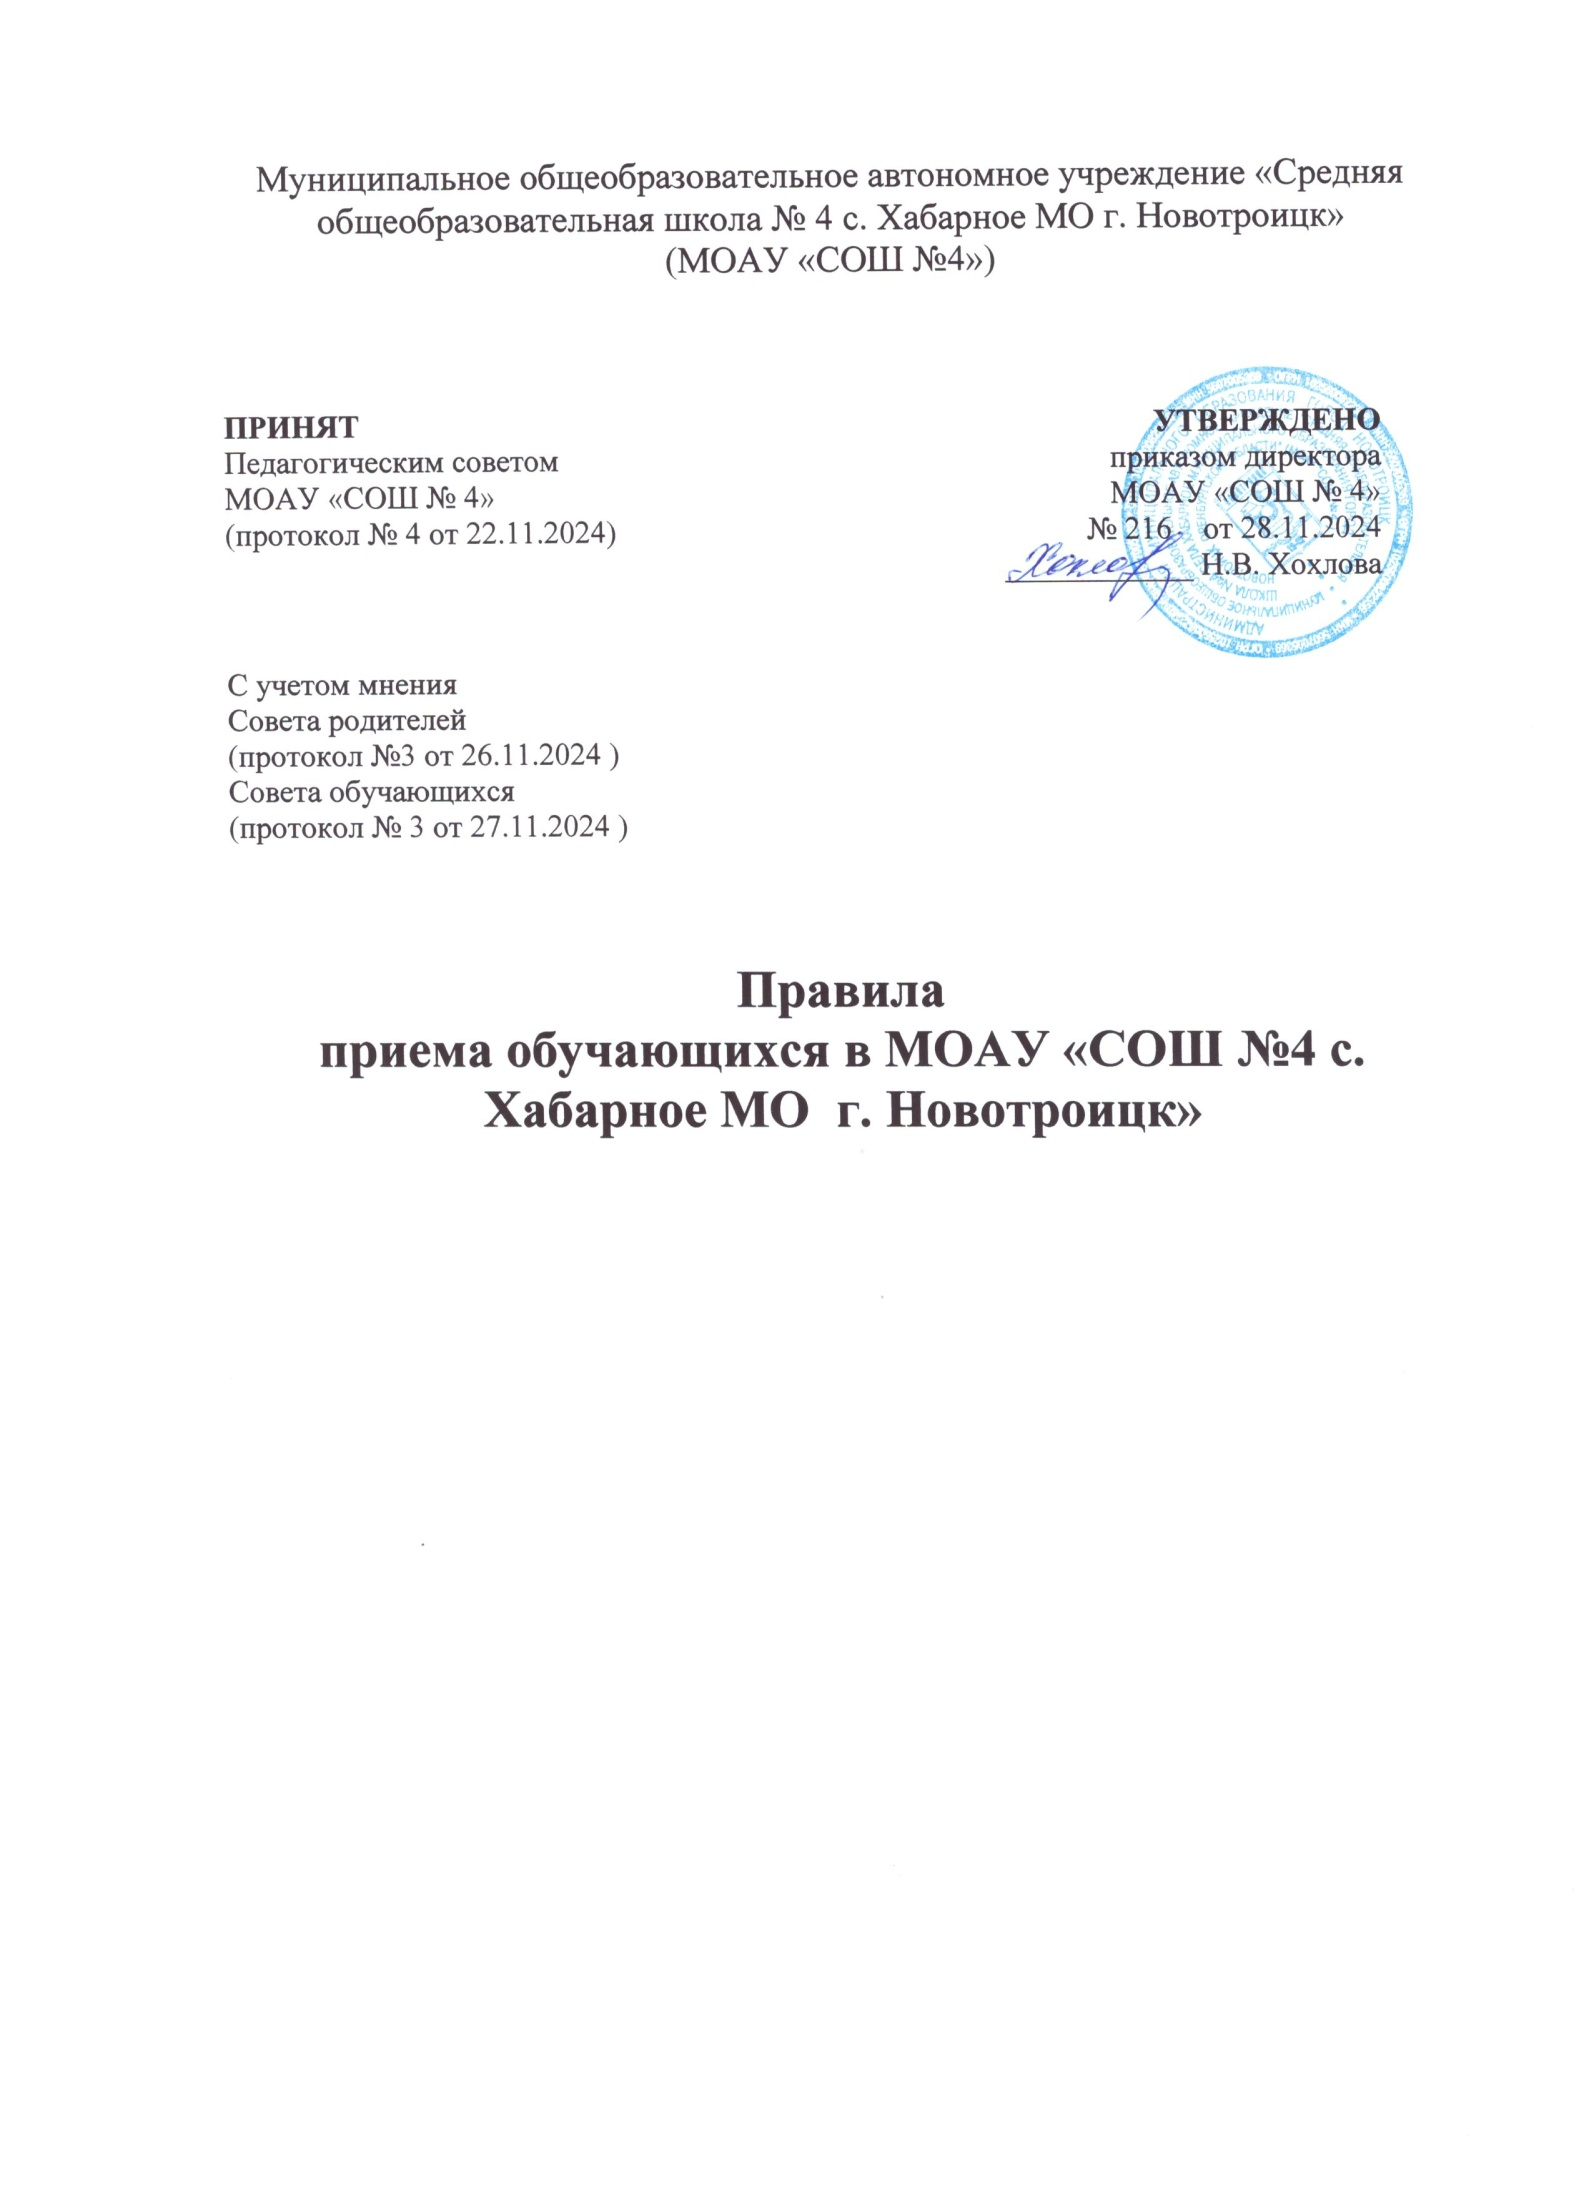 Муниципальное общеобразовательное автономное учреждение «Средняя
общеобразовательная школа № 4 с. Хабарное МО г. Новотроицк»
(МОАУ «СОШ №4»)
ПРИНЯТ
Педагогическим советом
МОАУ «СОШ № 4»
(протокол № 4 от 22.11.2024)
УТВЕРЖДЕНО
приказом директора
МОАУ «СОШ № 4»
№ 216 от 28.11.2024
Н.В. Хохлова
С учетом мнения
Совета родителей
(протокол №3 от 26.11.2024 )
Совета обучающихся
(протокол № 3 от 27.11.2024 )
Правила
приема обучающихся в МОАУ «СОШ №4 с.
Хабарное МО г. Новотроицк»